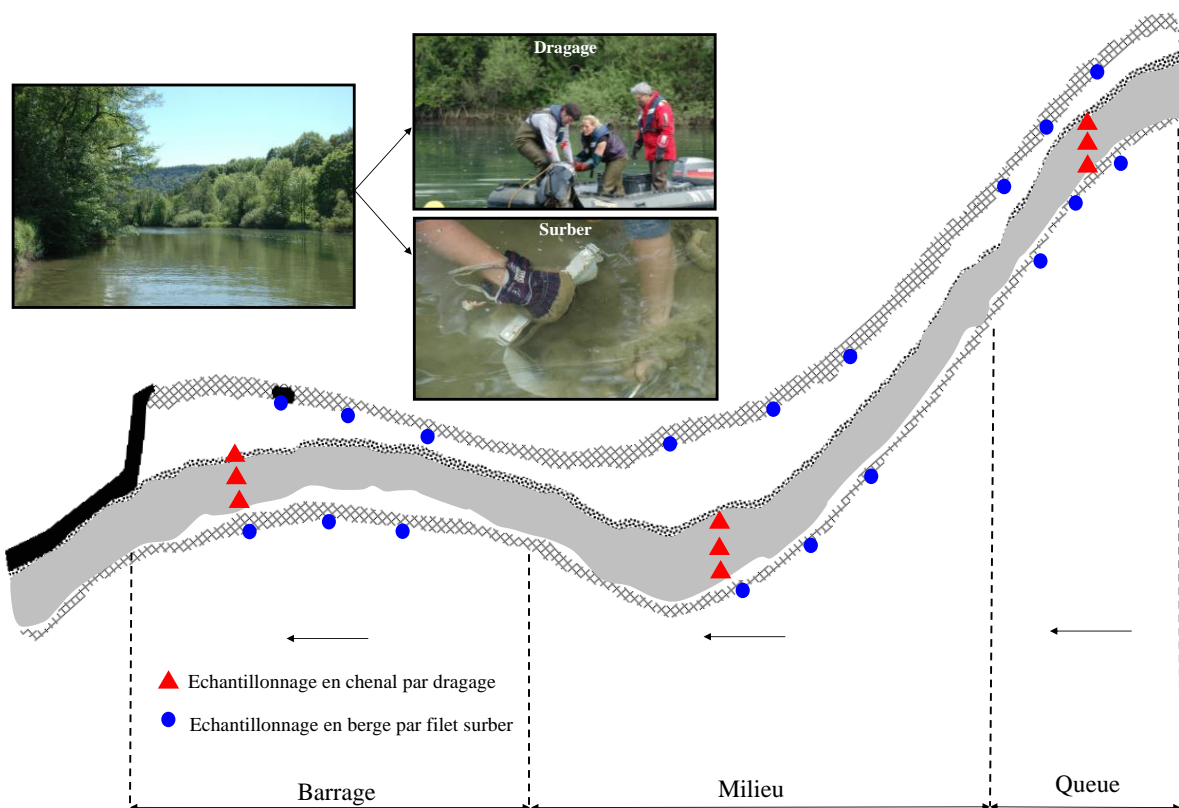 Dragage
Surber
Echantillonnage en chenal par dragage
Echantillonnage en berge par filet surber
Barrage
Milieu
Queue